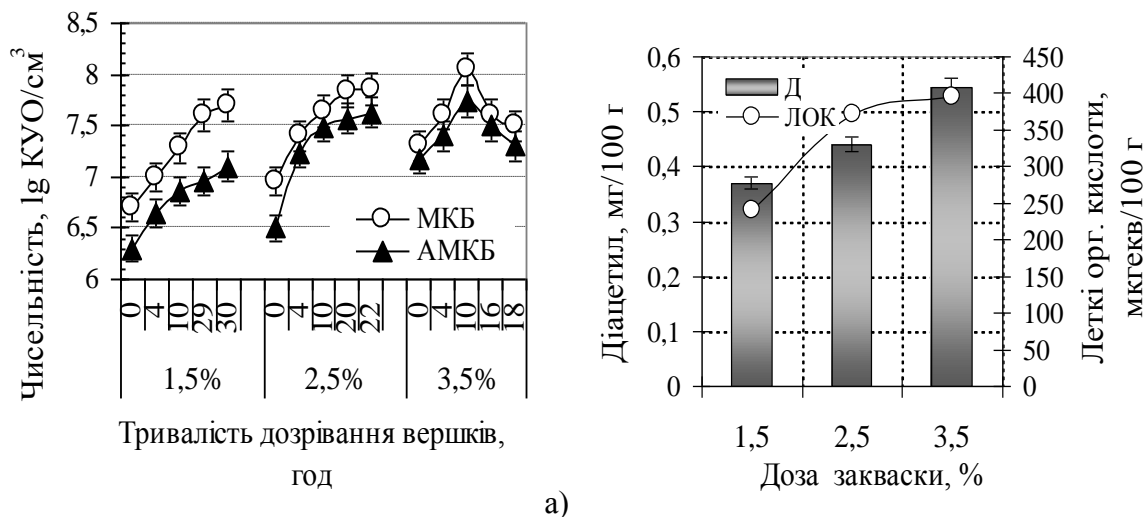 Чисельність, lg КУО/см³
8,5
8
7,5
7
6,5
6
МКБ
АМКБ
0 4 10 29 30 0 4 10 20 22 0 4 10 16 18
1,5% 2,5% 3,5%
Тривалість дозрівання вершків,
год
Діацетил, мг/100 г
0,6
0,5
0,4
0,3
0,2
0,1
0
Д
ЛОК
450
400
350
300
250
200
150
100
50
0
Леткі орг. кислоти,
мкгекв/100 г
1,5 2,5 3,5
Доза закваски, %
а)